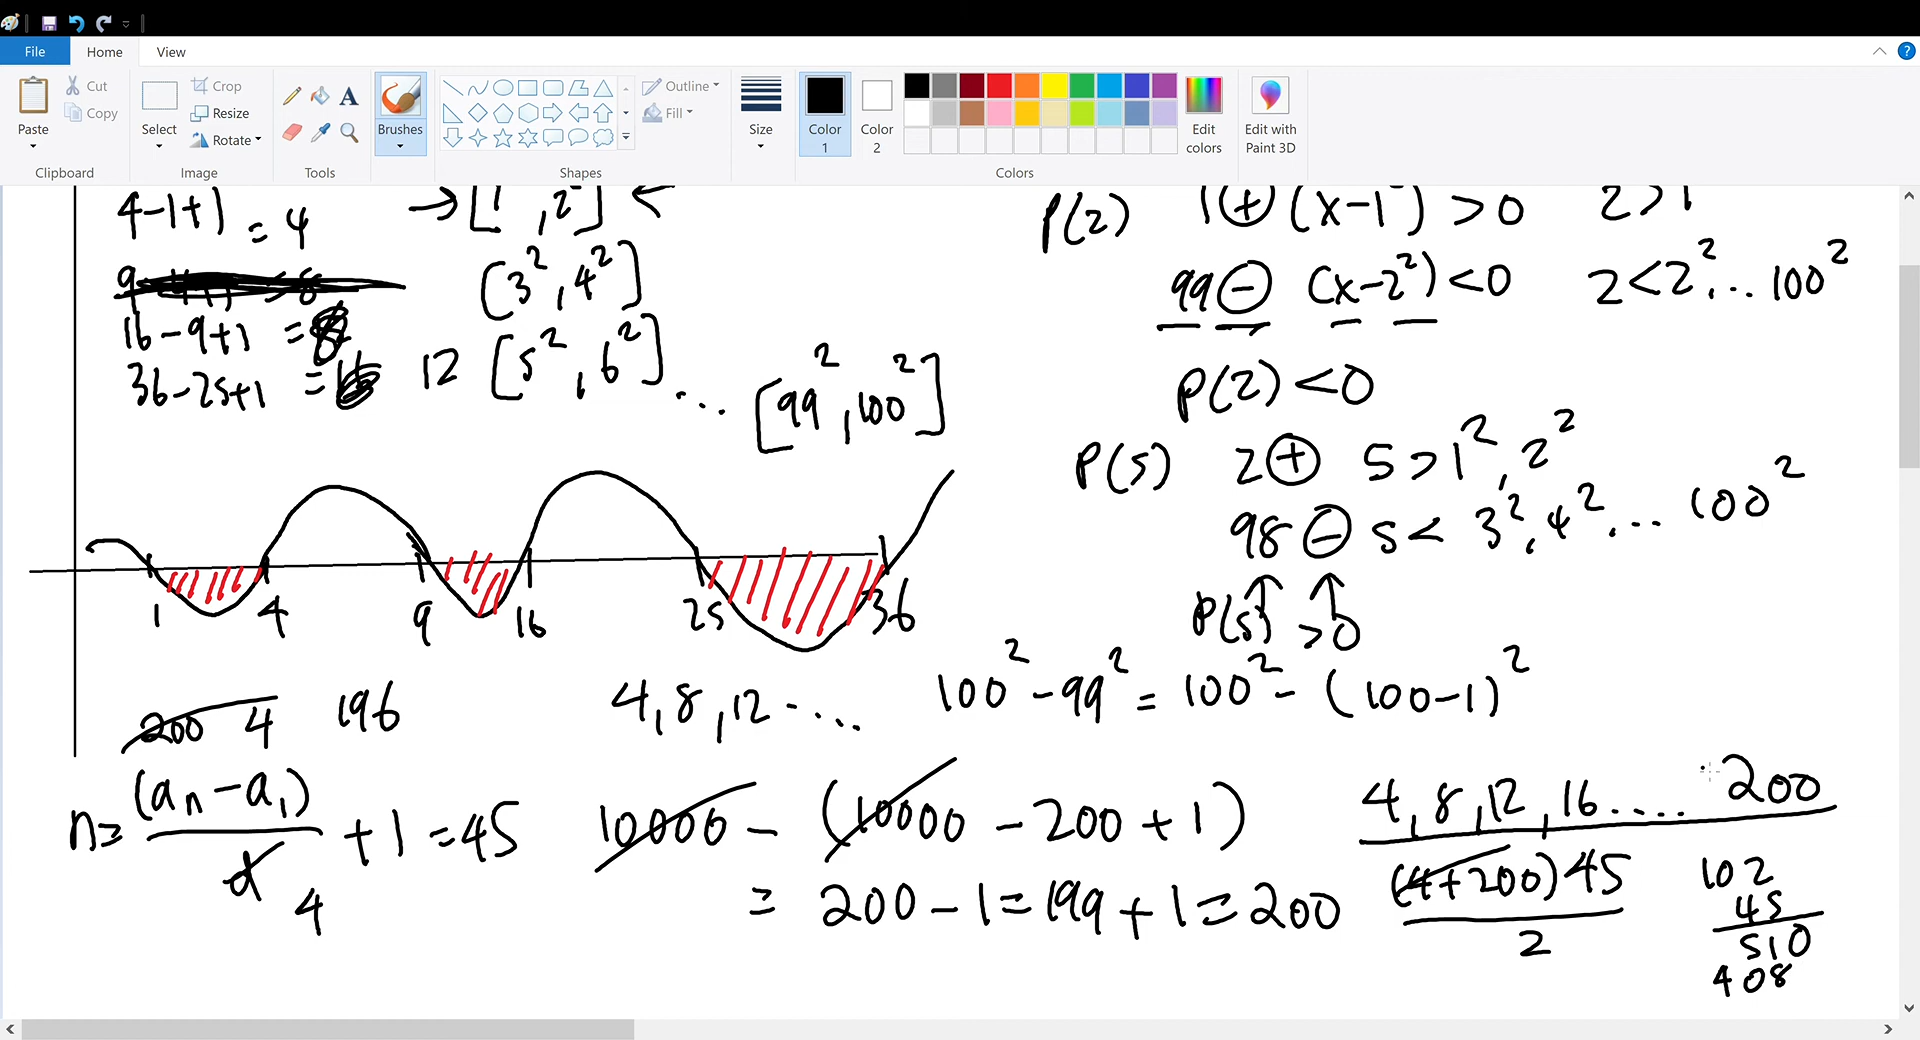 File Home View
Paste Cut Copy Clipboard
Select Crop Resize Rotate Image
Tools
Brushes
Shapes Outline Fill
Size
Color 1 Color 2 Edit colors Colors
Edit with Paint 3D
4-1+1 = 4
→[1 ,2 ] ←
(3²,4²]
16-9+1 =
36-25+1 =
12 [5²,6²] ... [99²,100²]
P(2) 1⊕ (x-1²) >0 2>1
99⊖ (x-2²)<0 2<2²,...100²
P(2)<0
P(5) 2⊕ 5>1²,2²
98⊖ 5< 3²,4²,...100²
P(5) >0
1 4 9 16 25 36
200 4 196
4,8,12....
100²-99²=100²-(100-1)²
n= (an-a1) / d 4 +1=45
10000-(10000-200+1)
= 200-1=199+1=200
4,8,12,16.... 200
(4+200)45
2
102
45
510
408